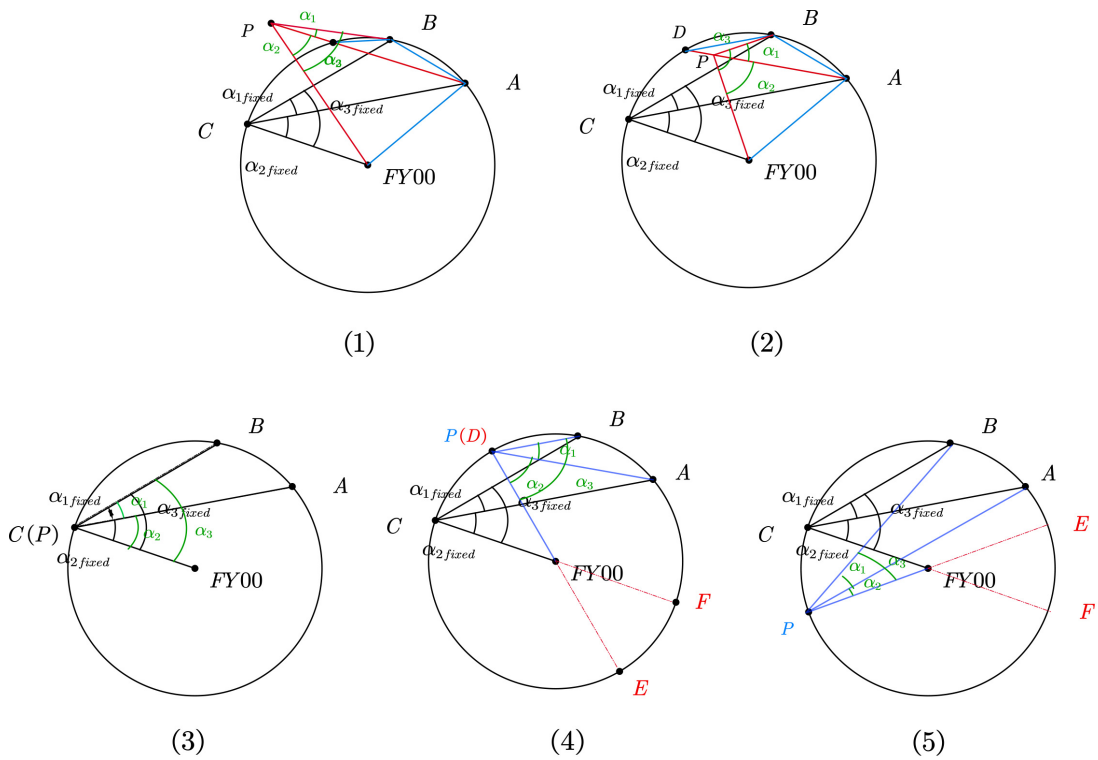 P α₁ B
α₂ α₃
α₁fixed α₃fixed A
C
α₂fixed FY00
(1)
D α₃ B
P α₁
α₂ A
α₁fixed α₃fixed
C
α₂fixed FY00
(2)
B
α₁fixed α₁ A
α₃fixed
C(P) α₂ α₃
α₂fixed
FY00
(3)
P(D) B
α₁
α₂ α₃ A
α₁fixed α₃fixed
C
α₂fixed
FY00
F
E
(4)
B
A
α₁fixed α₃fixed
C E
α₂fixed α₁ α₃
α₂ FY00
P F
(5)